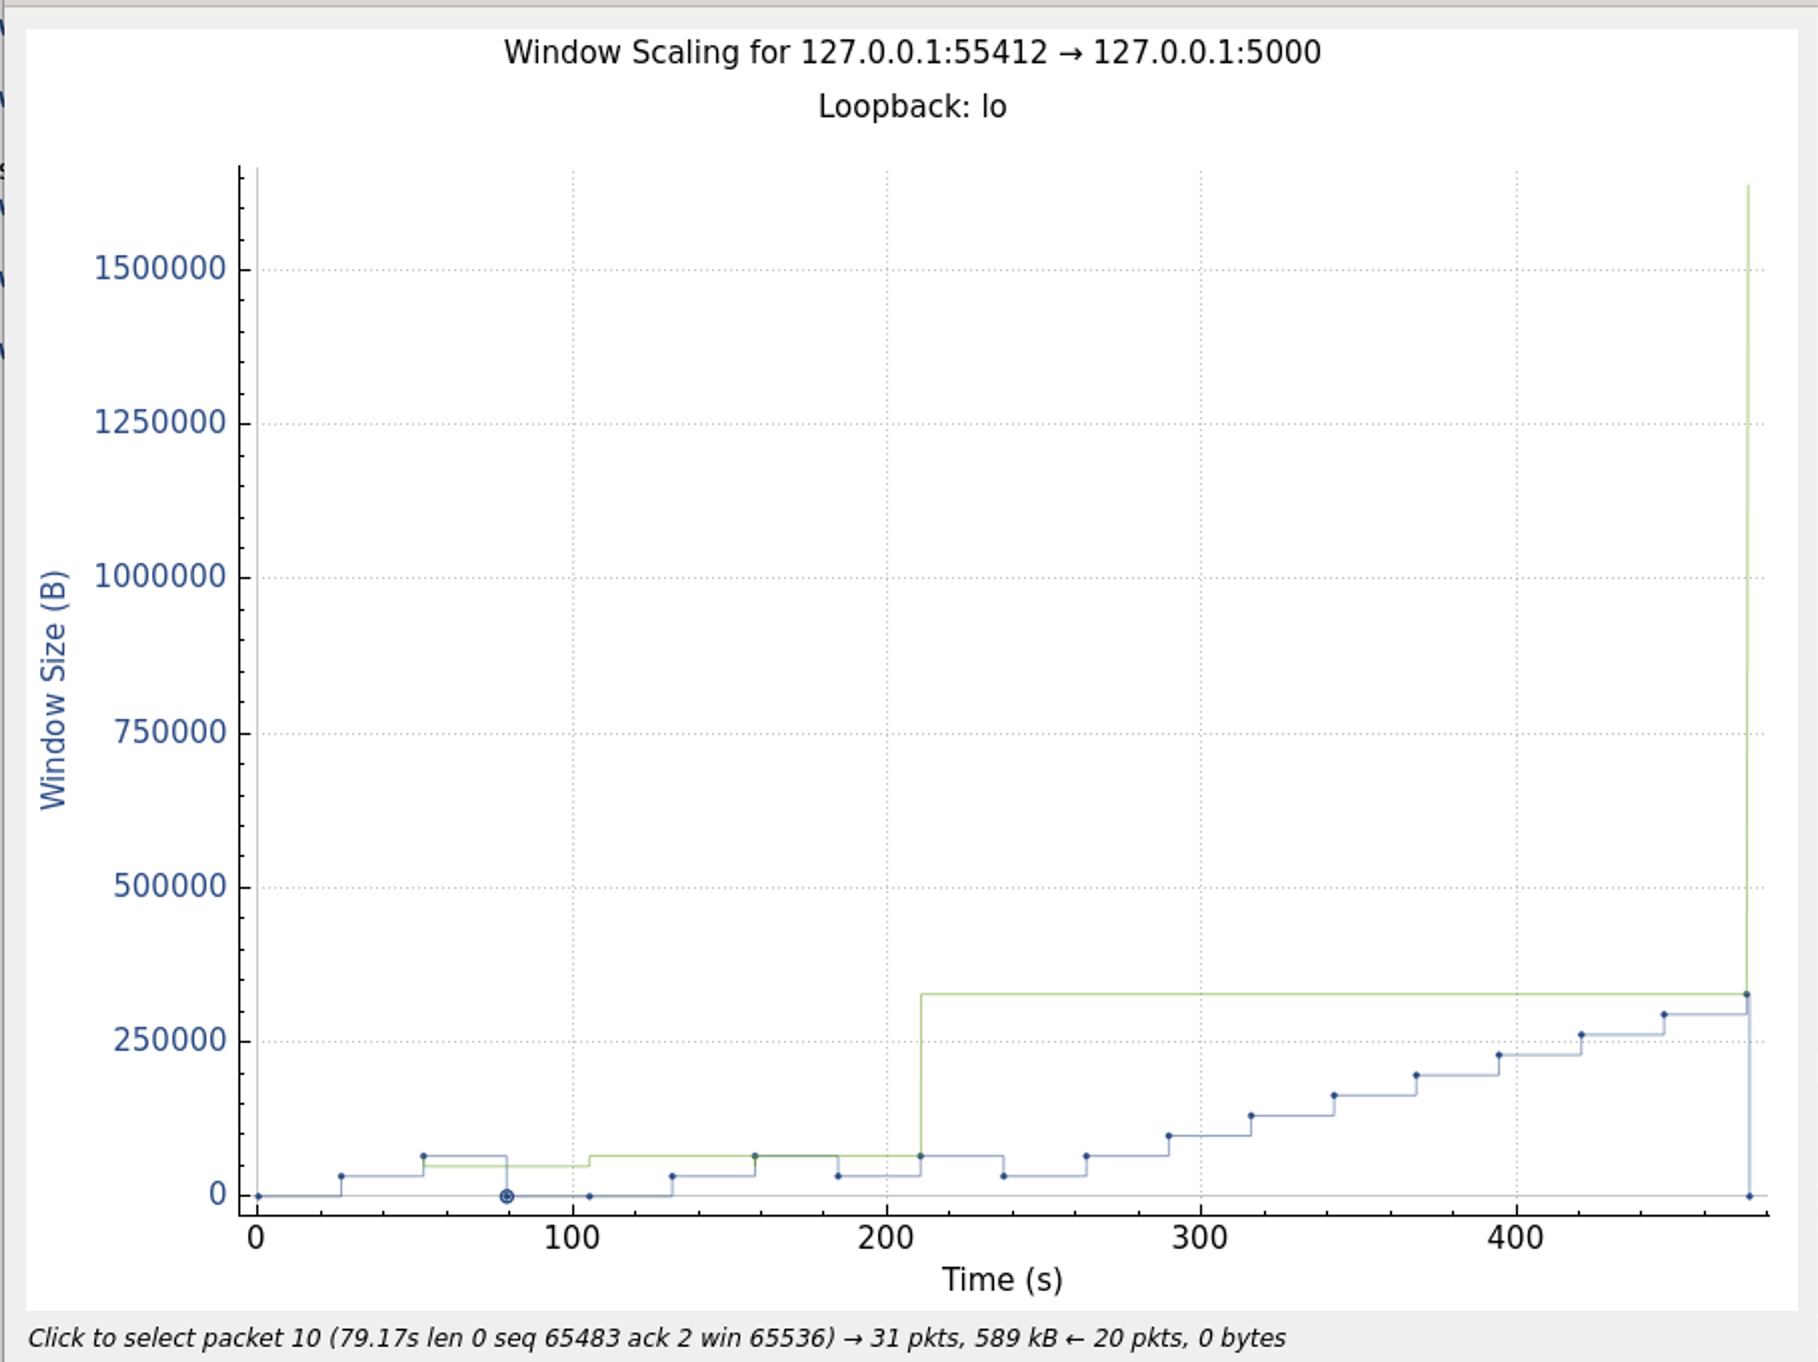 Window Scaling for 127.0.0.1:55412 → 127.0.0.1:5000
Loopback: lo
1500000
1250000
1000000
750000
500000
250000
0
Window Size (B)
0 100 200 300 400
Time (s)
Click to select packet 10 (79.17s len 0 seq 65483 ack 2 win 65536) → 31 pkts, 589 kB ← 20 pkts, 0 bytes